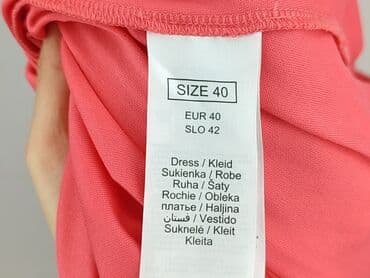 SIZE 40
EUR 40
SLO 42
Dress / Kleid
Sukienka / Robe
Ruha / Šaty
Rochie / Obleka
платье / Haljina
فستان / Vestido
Suknelė / Kleit
Kleita